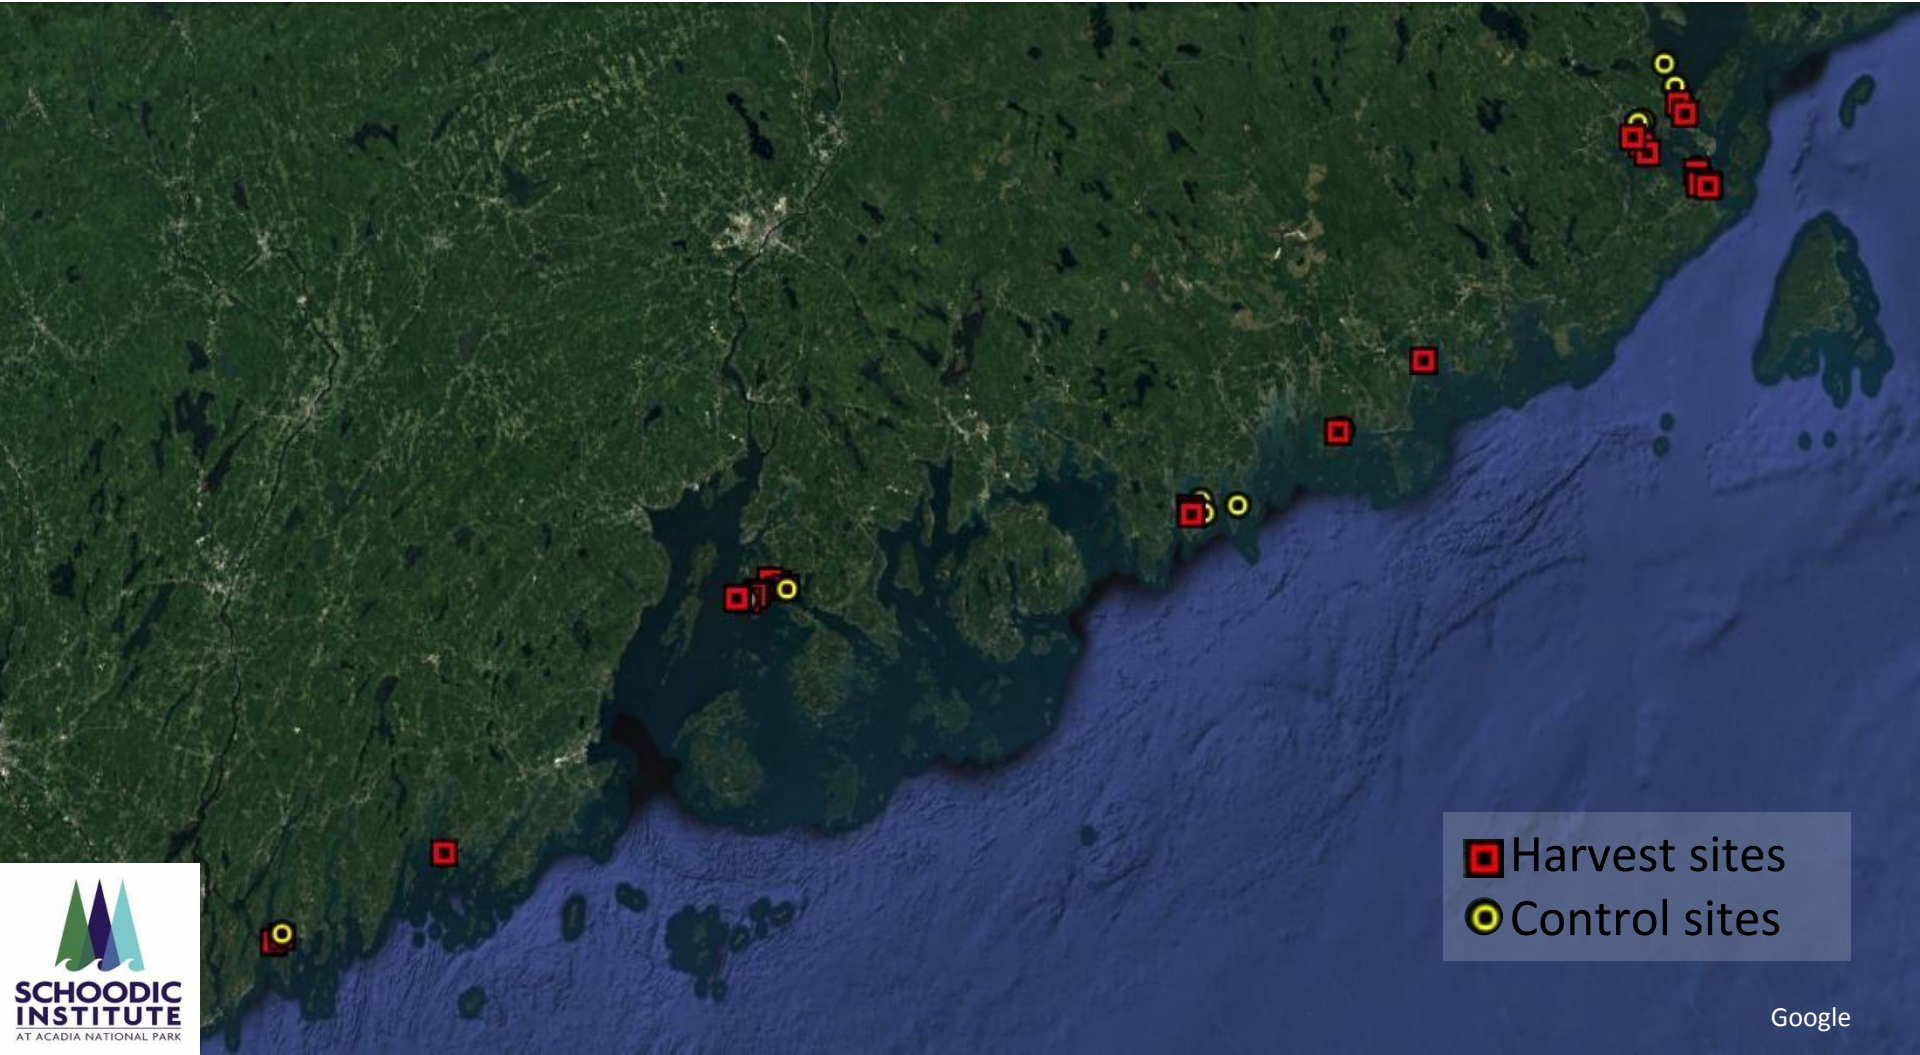 Harvest sites
Control sites
SCHOODIC
INSTITUTE
AT ACADIA NATIONAL PARK
Google